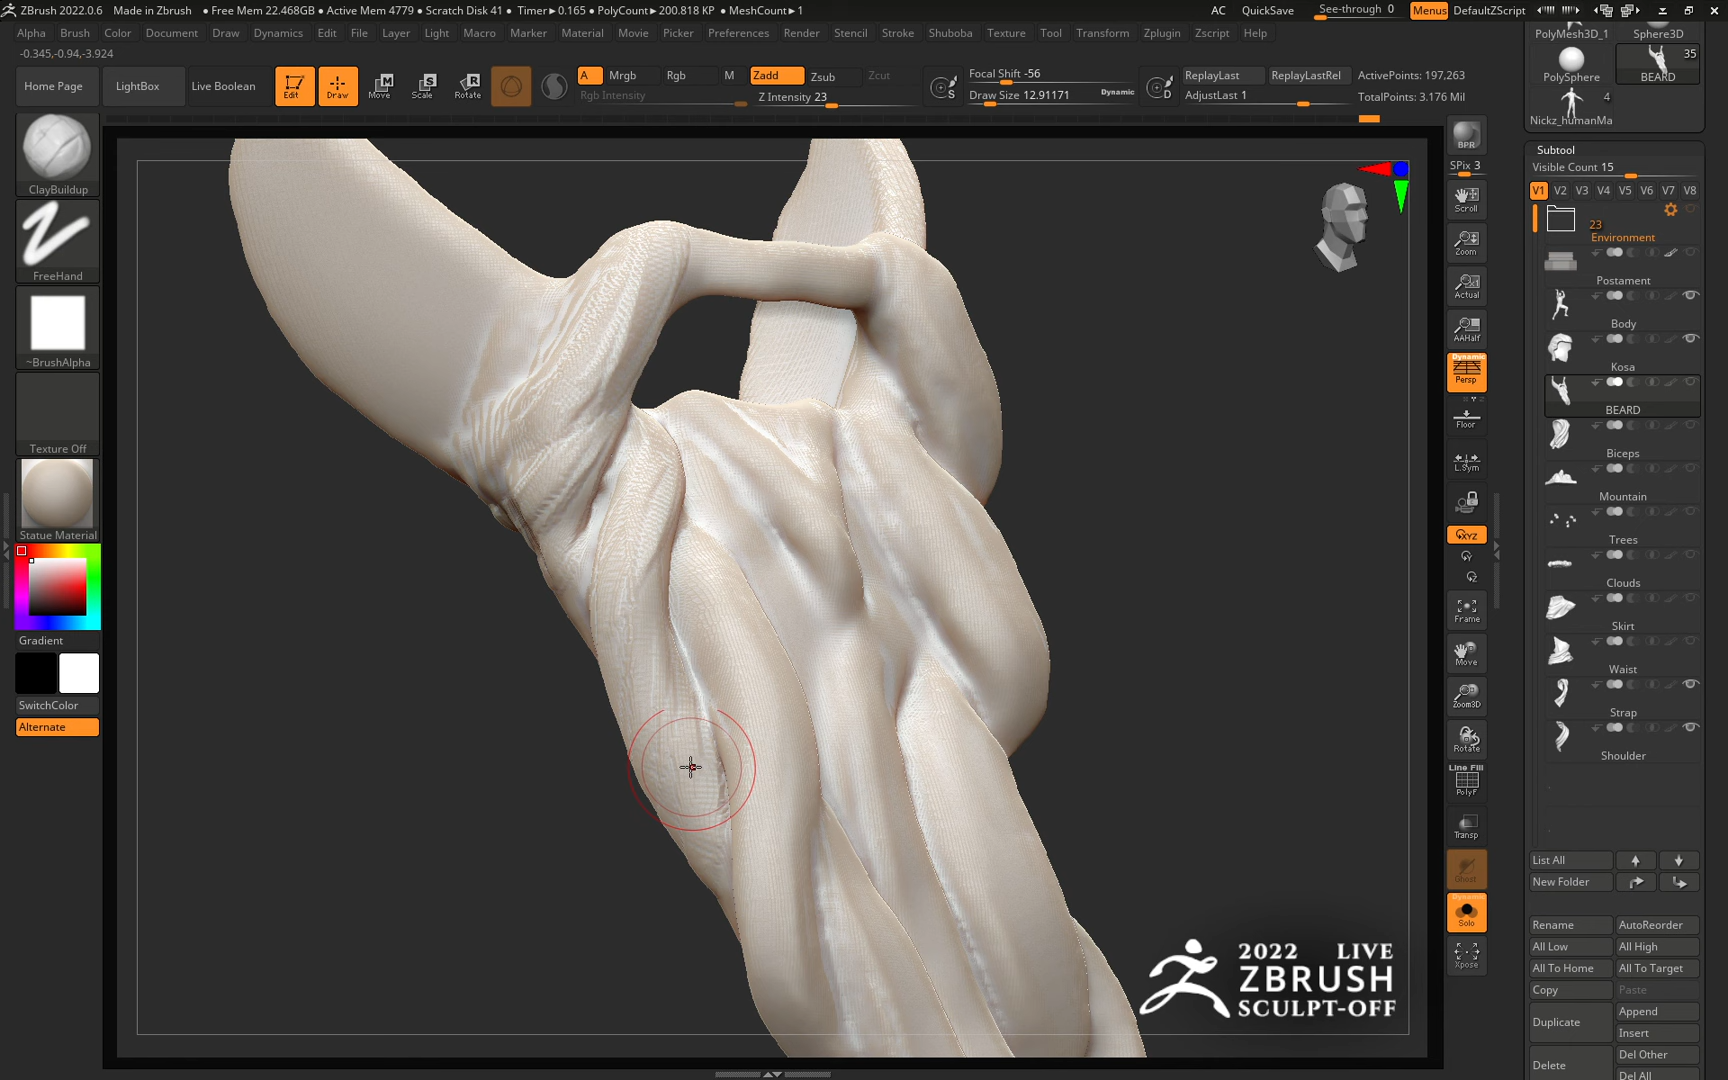 ZBrush 2022.0.6 Made in Zbrush • Free Mem 22.468GB • Active Mem 4779 • Scratch Disk 41 • Timer▶0.165 • PolyCount▶200.818 KP • MeshCount▶1
AC QuickSave See-through 0 Menus DefaultZScript
Alpha Brush Color Document Draw Dynamics Edit File Layer Light Macro Marker Material Movie Picker Preferences Render Stencil Stroke Shuboba Texture Tool Transform Zplugin Zscript Help
-0.345,-0.94,-3.924
Home Page LightBox Live Boolean Edit Draw Move Scale Rotate
A Mrgb Rgb M Zadd Zsub Zcut
Rgb Intensity Z Intensity 23
S Focal Shift -56
Draw Size 12.91171 Dynamic
D ReplayLast ReplayLastRel
AdjustLast 1
ActivePoints: 197,263
TotalPoints: 3.176 Mil
ClayBuildup
FreeHand
~BrushAlpha
Texture Off
Statue Material
Gradient
SwitchColor
Alternate
2022 LIVE
ZBRUSH
SCULPT-OFF
BPR
SPix 3
Scroll
Zoom
Actual
AAHalf
Dynamic
Persp
Floor
L.Sym
XYZ
Y
Z
Frame
Move
Zoom3D
Rotate
Line Fill
PolyF
Transp
Ghost
Dynamic
Solo
Xpose
PolyMesh3D_1 Sphere3D
35
PolySphere BEARD
4
Nickz_humanMa
Subtool
Visible Count 15
V1 V2 V3 V4 V5 V6 V7 V8
23
Environment
Postament
Body
Kosa
BEARD
Biceps
Mountain
Trees
Clouds
Skirt
Waist
Strap
Shoulder
List All
New Folder
Rename AutoReorder
All Low All High
All To Home All To Target
Copy Paste
Duplicate Append
Insert
Delete Del Other
Del All